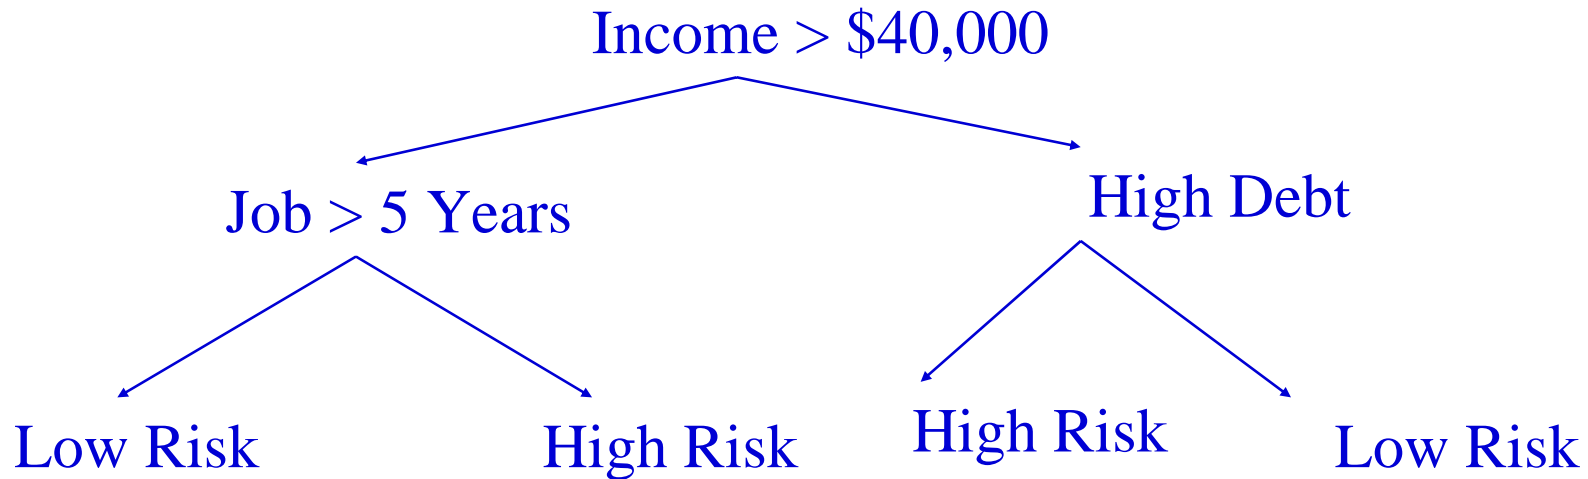 Income > $40,000
Job > 5 Years
High Debt
Low Risk
High Risk
High Risk
Low Risk